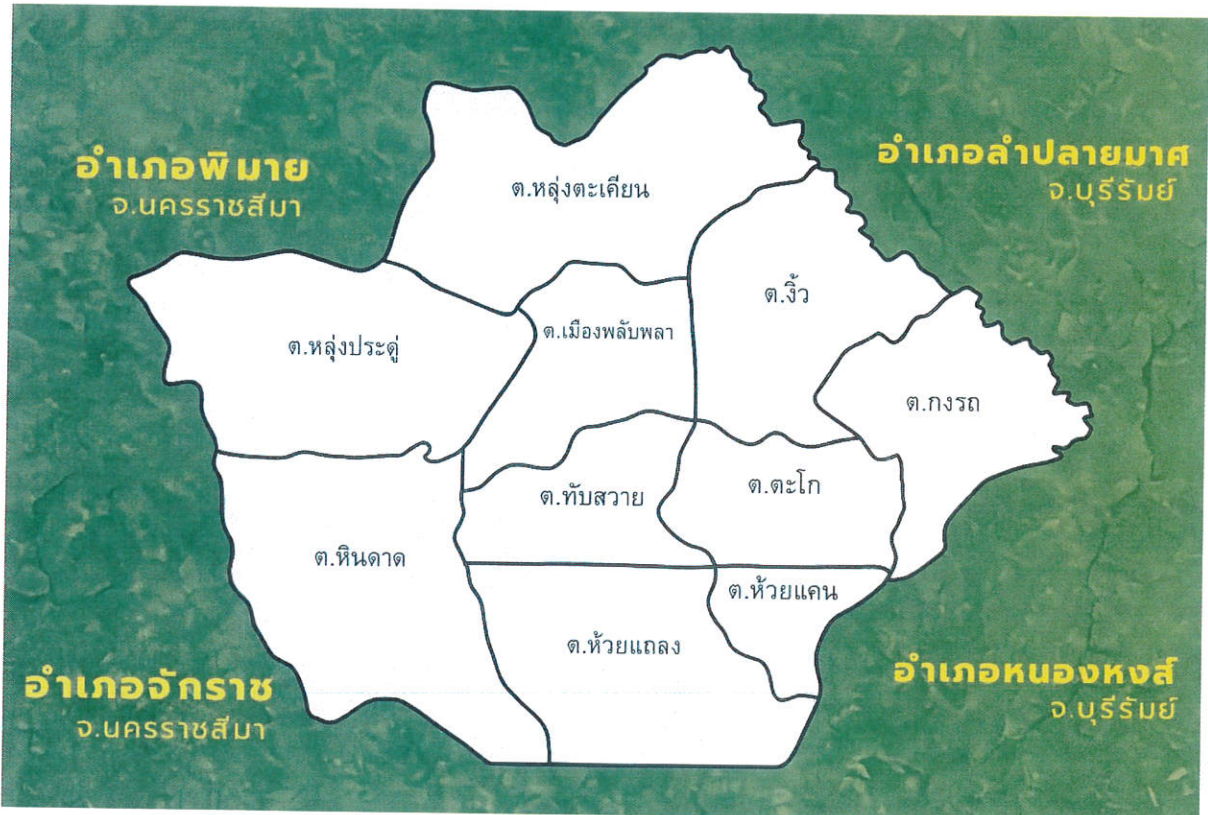 อำเภอพิมาย
จ.นครราชสีมา
อำเภอลำปลายมาศ
จ.บุรีรัมย์
ต.หลุ่งตะเคียน
ต.งิ้ว
ต.เมืองพลับพลา
ต.หลุ่งประดู่
ต.กงรถ
ต.ทับสวาย
ต.ตะโก
ต.หินดาด
ต.ห้วยแคน
ต.ห้วยแถลง
อำเภอจักราช
จ.นครราชสีมา
อำเภอหนองหงส์
จ.บุรีรัมย์